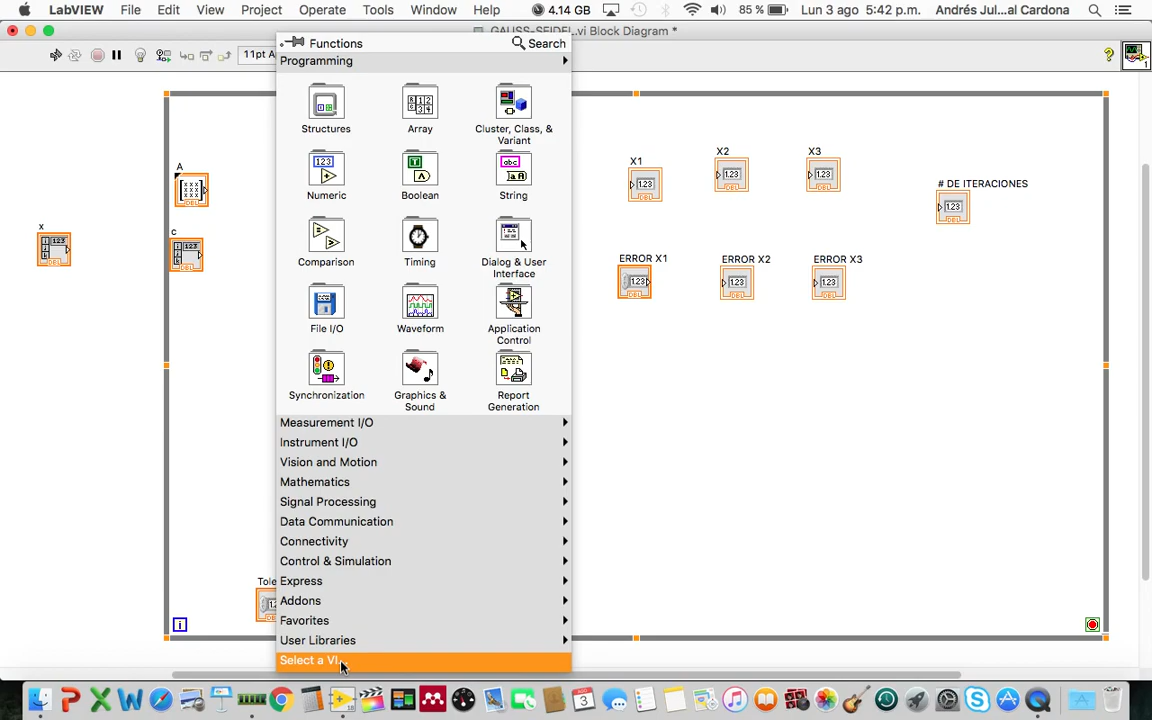 LabVIEW File Edit View Project Operate Tools Window Help 4.14 GB 85 % Lun 3 ago 5:42 p.m. Andrés Jul...al Cardona
GAUSS-SEIDEL.vi Block Diagram *
11pt A
Functions Search
Programming
Structures Array Cluster, Class, &
Variant
Numeric Boolean String
Comparison Timing Dialog & User
Interface
File I/O Waveform Application
Control
Synchronization Graphics &
Sound
Report
Generation
Measurement I/O
Instrument I/O
Vision and Motion
Mathematics
Signal Processing
Data Communication
Connectivity
Control & Simulation
Express
Addons
Favorites
User Libraries
Select a VI...
x
A
c
Tole
X1 X2 X3
# DE ITERACIONES
ERROR X1 ERROR X2 ERROR X3
i